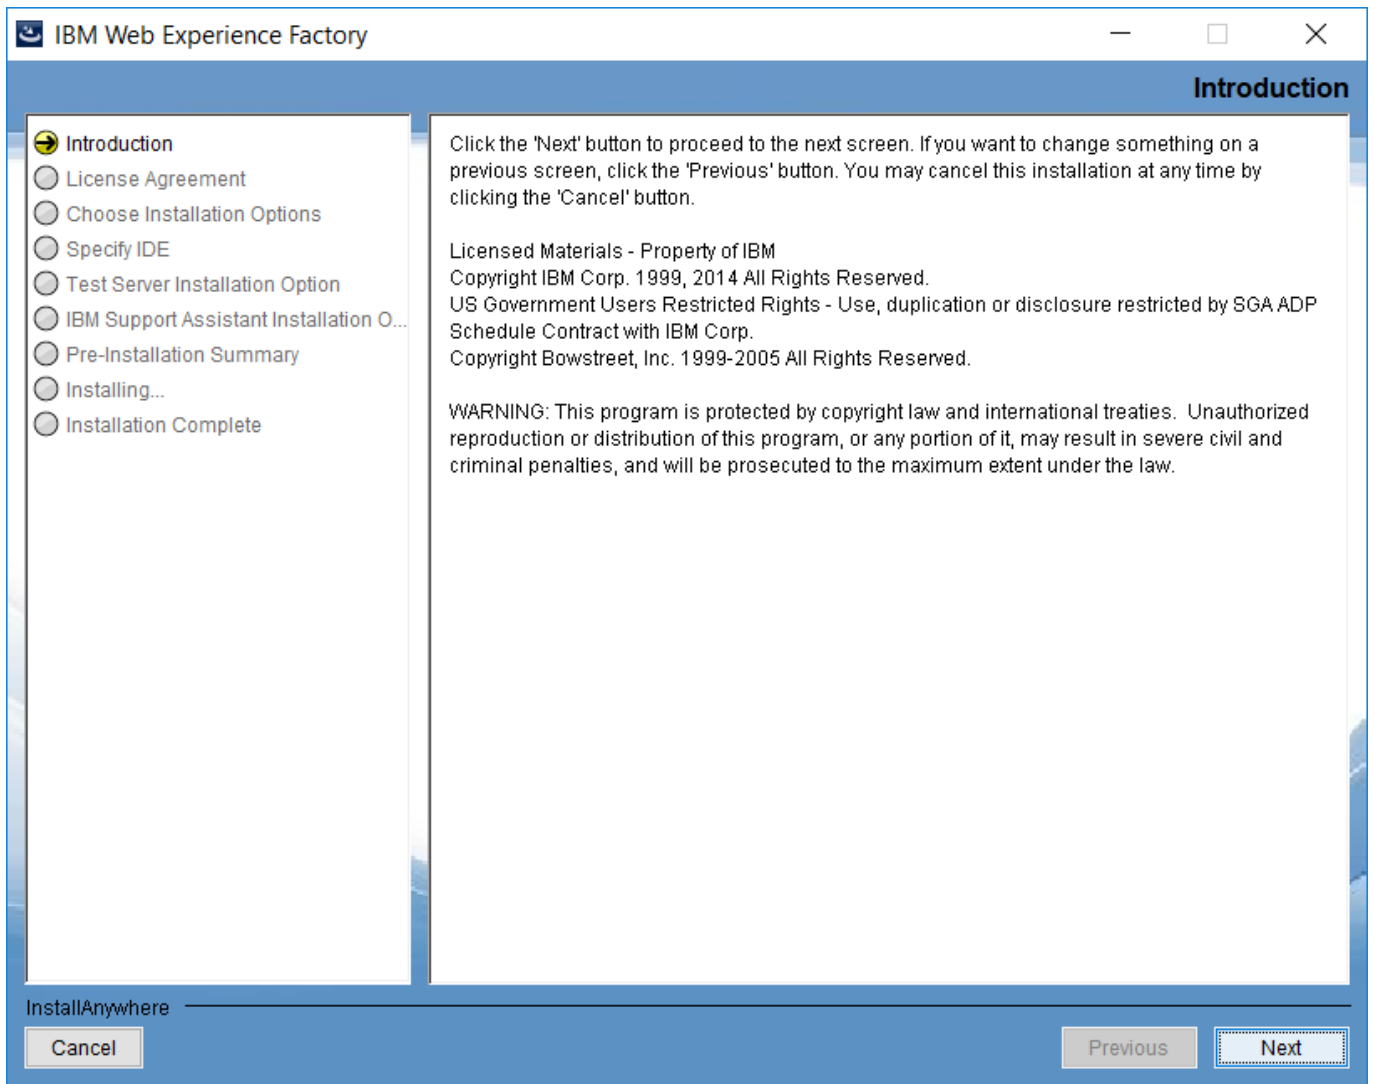 IBM Web Experience Factory
Introduction
Introduction
License Agreement
Choose Installation Options
Specify IDE
Test Server Installation Option
IBM Support Assistant Installation O...
Pre-Installation Summary
Installing...
Installation Complete
Click the 'Next' button to proceed to the next screen. If you want to change something on a
previous screen, click the 'Previous' button. You may cancel this installation at any time by
clicking the 'Cancel' button.
Licensed Materials - Property of IBM
Copyright IBM Corp. 1999, 2014 All Rights Reserved.
US Government Users Restricted Rights - Use, duplication or disclosure restricted by SGA ADP
Schedule Contract with IBM Corp.
Copyright Bowstreet, Inc. 1999-2005 All Rights Reserved.
WARNING: This program is protected by copyright law and international treaties.  Unauthorized
reproduction or distribution of this program, or any portion of it, may result in severe civil and
criminal penalties, and will be prosecuted to the maximum extent under the law.
InstallAnywhere
Cancel
Previous
Next